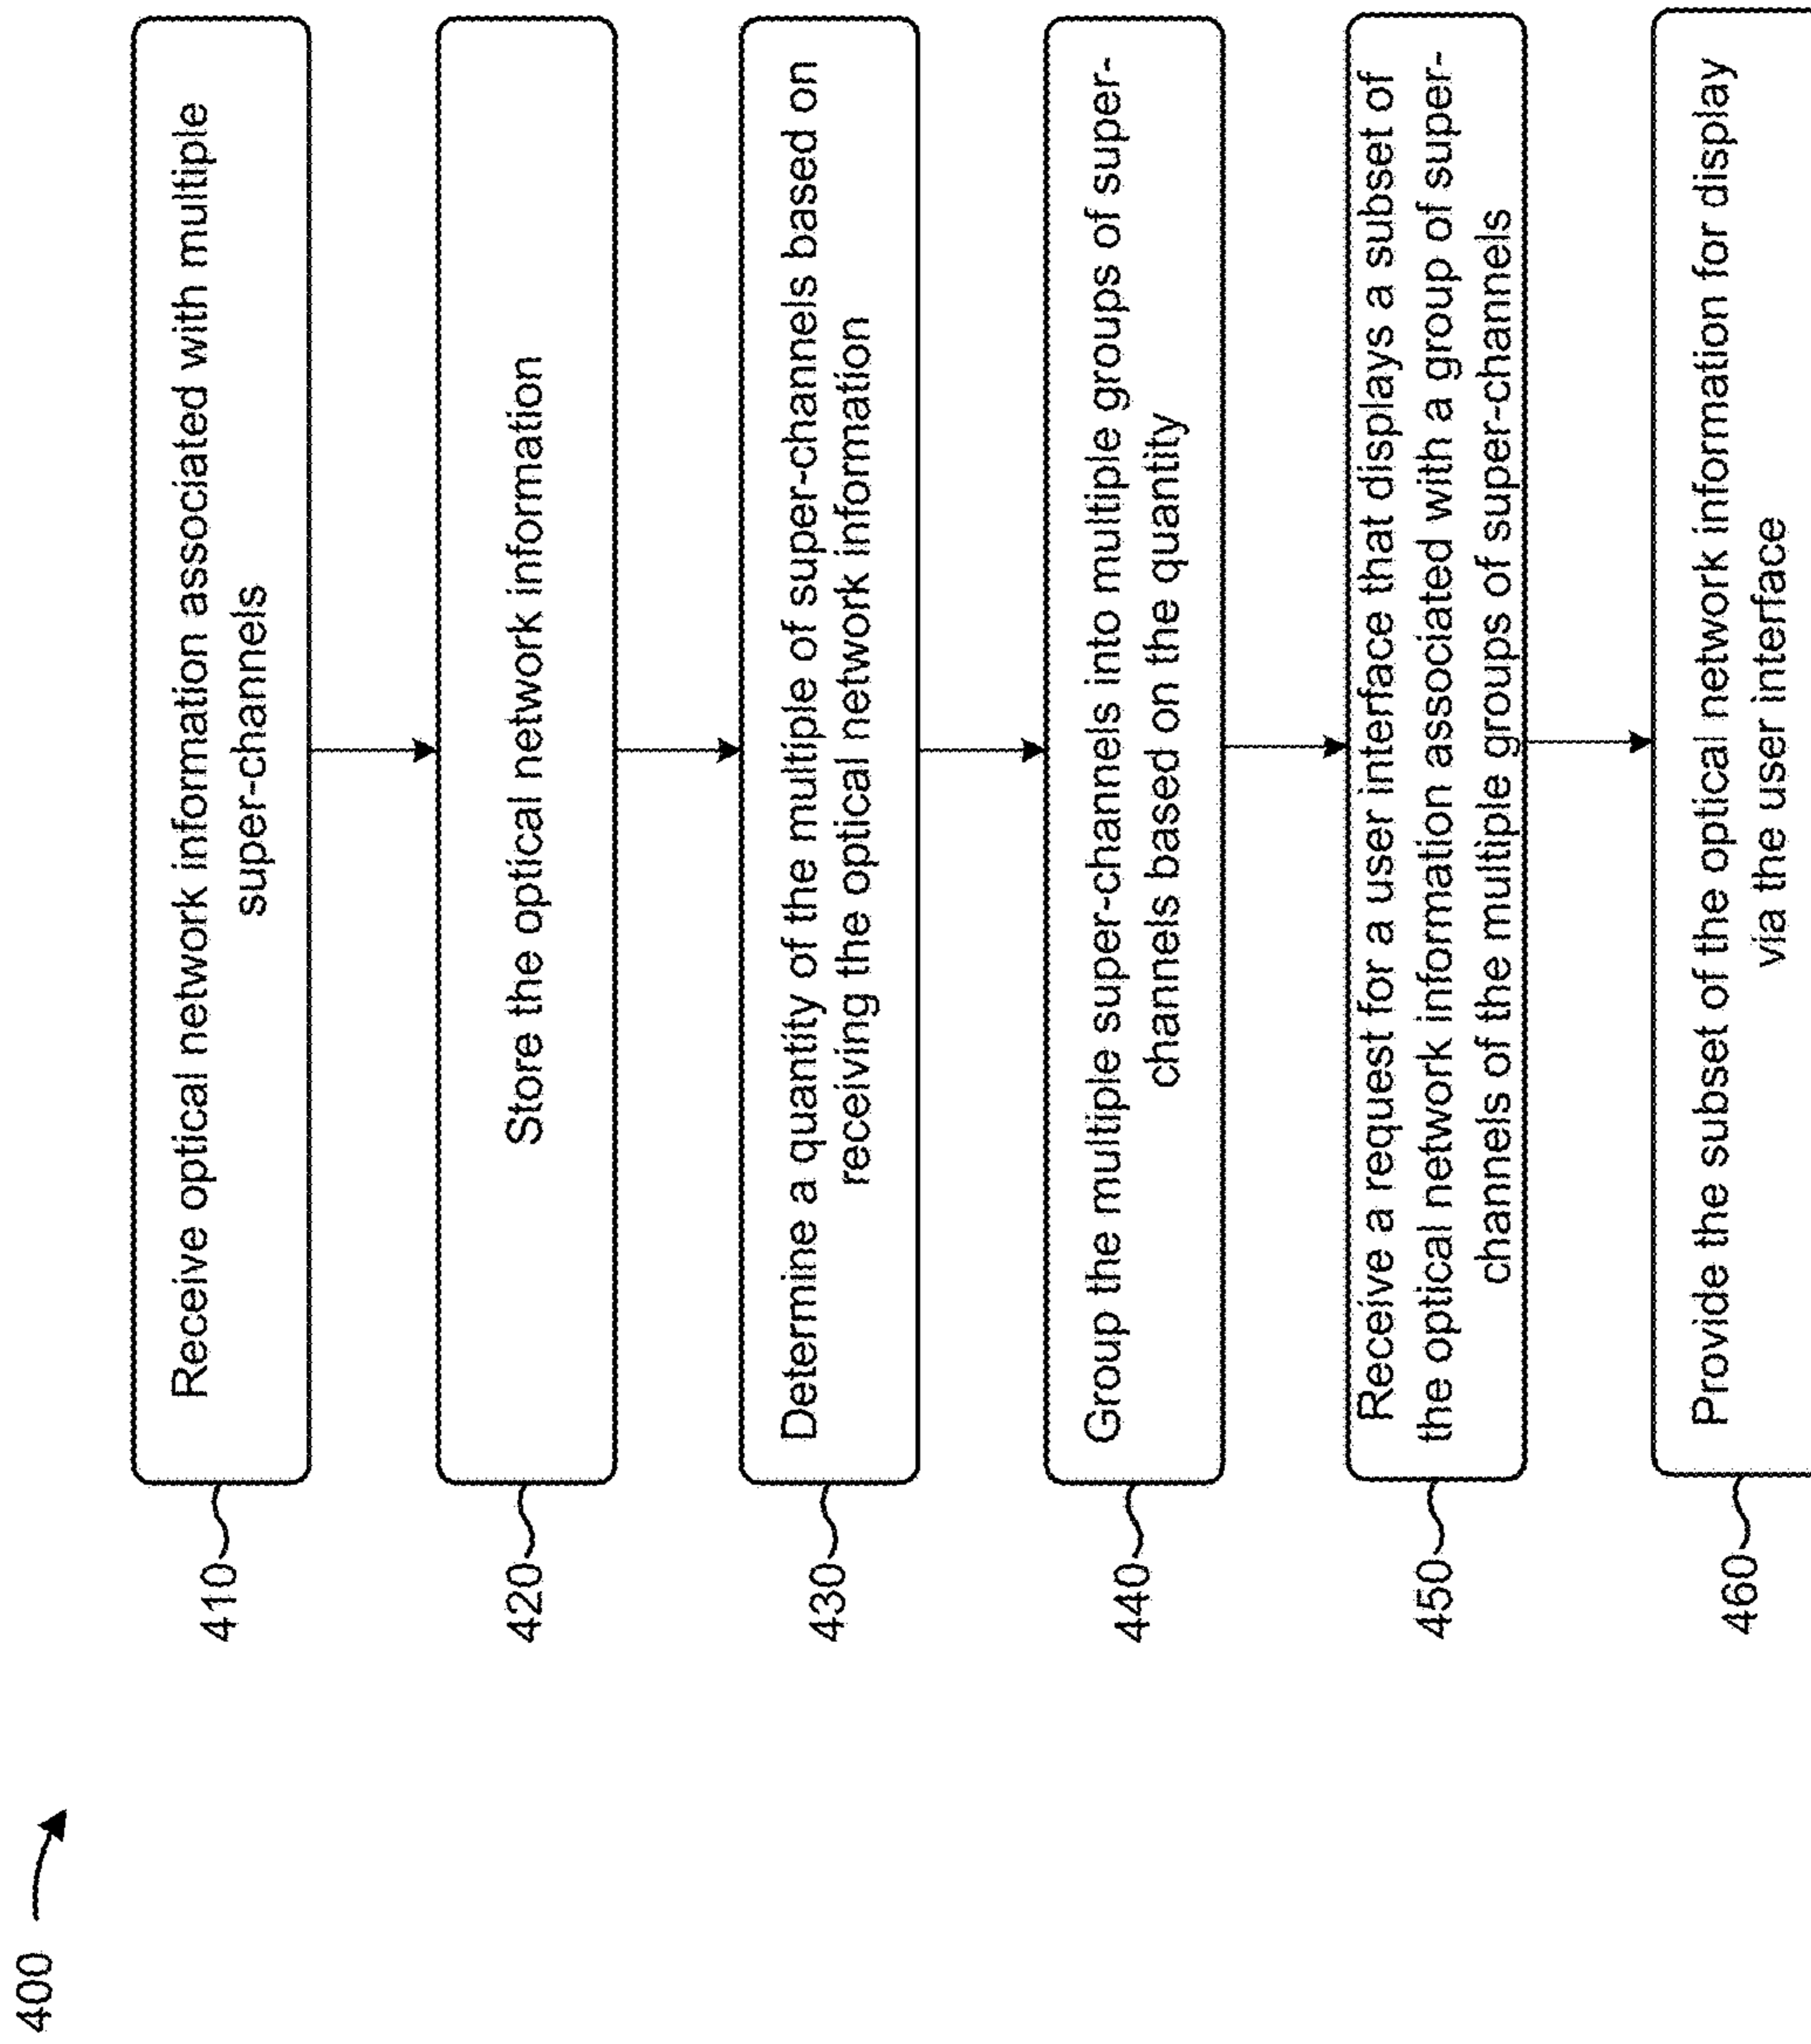 400
410
Receive optical network information associated with multiple
super-channels
420
Store the optical network information
430
Determine a quantity of the multiple of super-channels based on
receiving the optical network information
440
Group the multiple super-channels into multiple groups of super-
channels based on the quantity
450
Receive a request for a user interface that displays a subset of
the optical network information associated with a group of super-
channels of the multiple groups of super-channels
460
Provide the subset of the optical network information for display
via the user interface